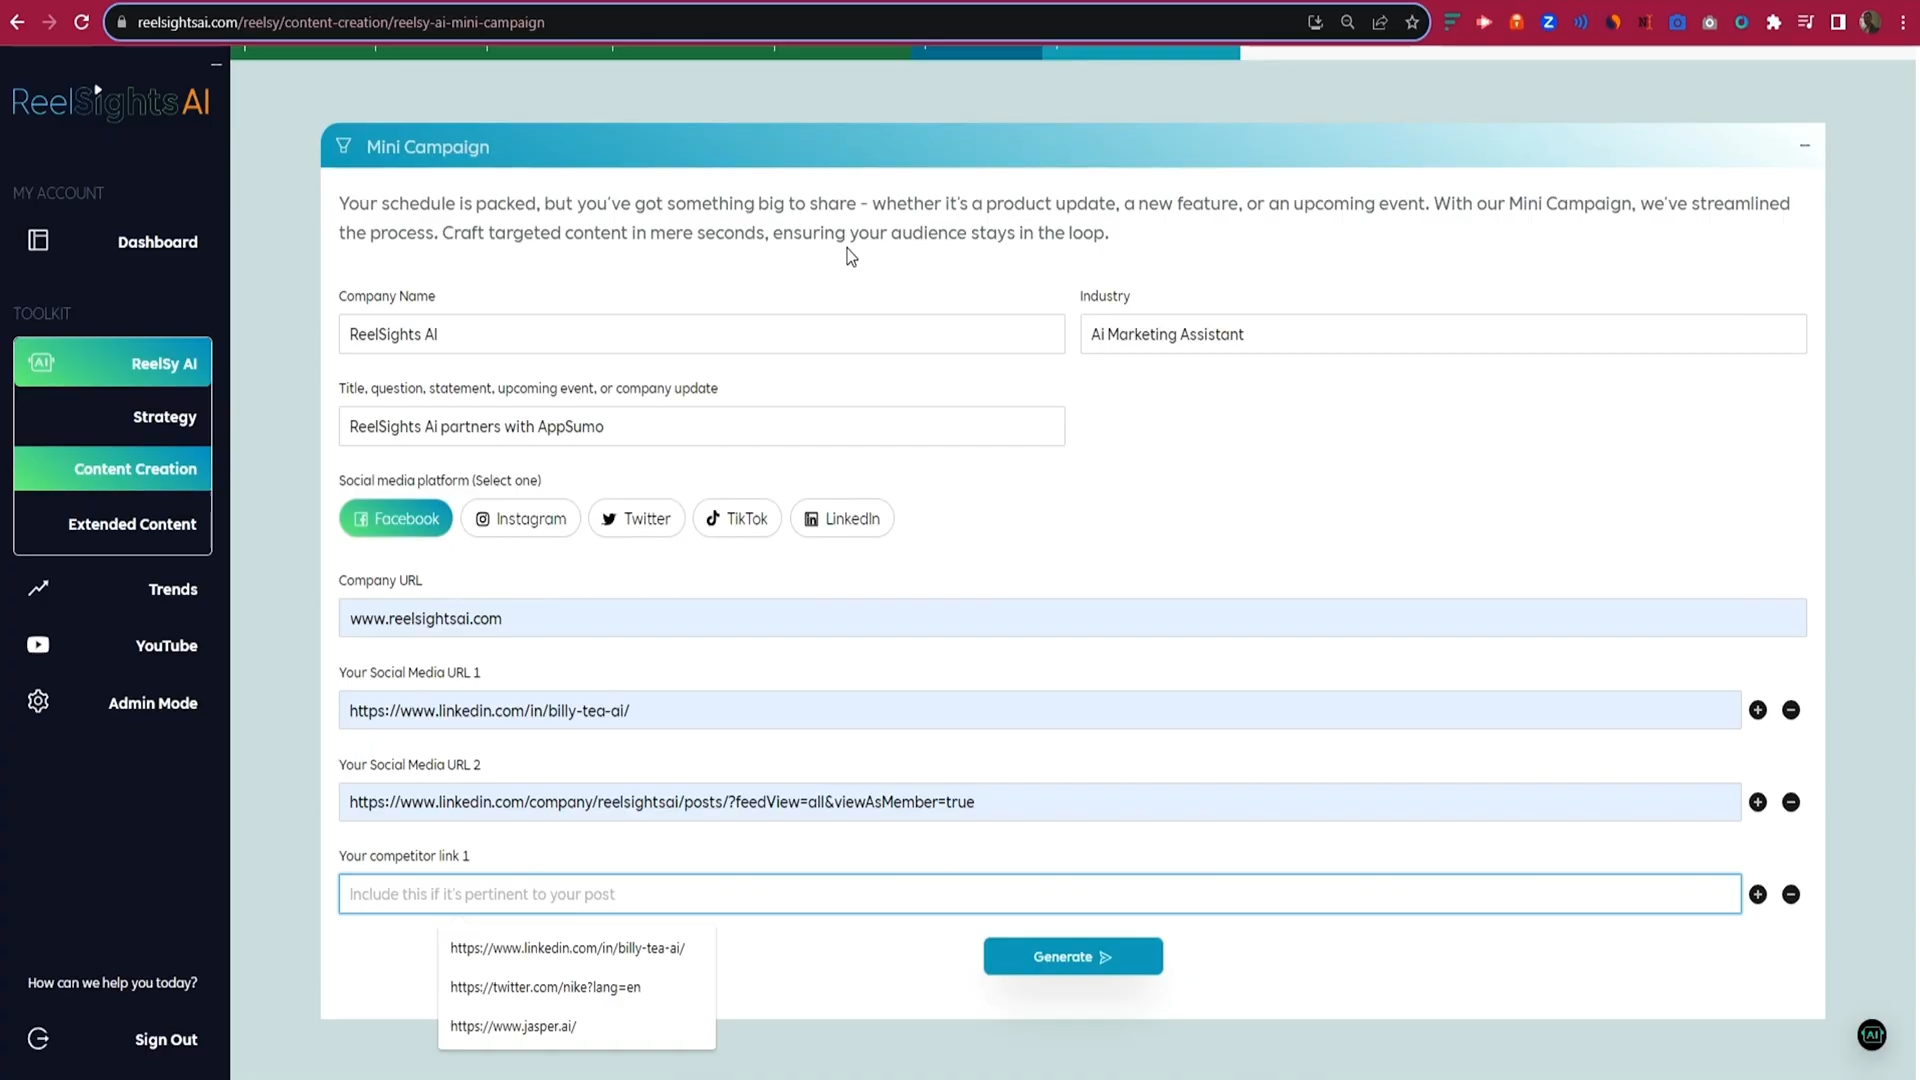 reelsightsai.com/reelsy/content-creation/reelsy-ai-mini-campaign
ReelSights AI
MY ACCOUNT
Dashboard
TOOLKIT
AI
ReelSy AI
Strategy
Content Creation
Extended Content
Trends
YouTube
Admin Mode
How can we help you today?
Sign Out
Mini Campaign
Your schedule is packed, but you've got something big to share - whether it's a product update, a new feature, or an upcoming event. With our Mini Campaign, we've streamlined
the process. Craft targeted content in mere seconds, ensuring your audience stays in the loop.
Company Name
Industry
ReelSights AI
Ai Marketing Assistant
Title, question, statement, upcoming event, or company update
ReelSights Ai partners with AppSumo
Social media platform (Select one)
Facebook
Instagram
Twitter
TikTok
LinkedIn
Company URL
www.reelsightsai.com
Your Social Media URL 1
https://www.linkedin.com/in/billy-tea-ai/
Your Social Media URL 2
https://www.linkedin.com/company/reelsightsai/posts/?feedView=all&viewAsMember=true
Your competitor link 1
Include this if it's pertinent to your post
https://www.linkedin.com/in/billy-tea-ai/
https://twitter.com/nike?lang=en
https://www.jasper.ai/
Generate
AI